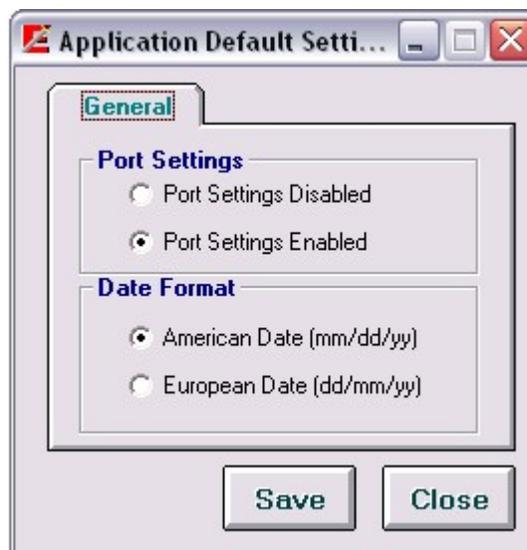 Application Default Setti...
General
Port Settings
Port Settings Disabled
Port Settings Enabled
Date Format
American Date (mm/dd/yy)
European Date (dd/mm/yy)
Save Close